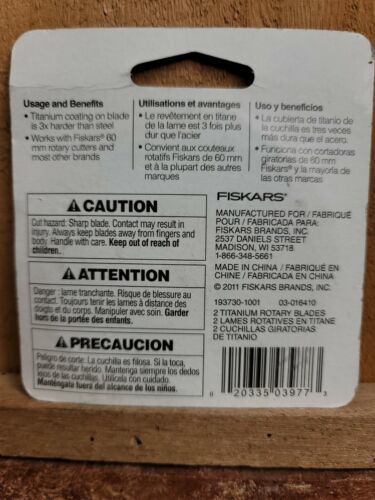 Usage and Benefits
• Titanium coating on blade
is 3x harder than steel
• Works with Fiskars® 60
mm rotary cutters and
most other brands
Utilisations et avantages
• Le revêtement en titane
de la lame est 3 fois plus
dur que l'acier
• Convient aux couteaux
rotatifs Fiskars de 60 mm
et à la plupart des autres
marques
Uso y beneficios
• La cubierta de titanio de
la cuchilla es tres veces
más dura que el acero.
• Funciona con cortadoras
giratorias de 60 mm
Fiskars® y la mayoría de
las otras marcas
CAUTION
Cut hazard: Sharp blade. Contact may result in
injury. Always keep blades away from fingers and
body. Handle with care. Keep out of reach of
children.
ATTENTION
Danger : lame tranchante. Risque de blessure au
contact. Toujours tenir les lames à distance des
doigts et du corps. Manipuler avec soin. Garder
hors de la portée des enfants.
PRECAUCION
Peligro de corte: La cuchilla es filosa. Si la toca,
puede resultar herido. Mantenga siempre los dedos
lejos de las cuchillas. Utilícela con cuidado.
Manténgala fuera del alcance de los niños.
FISKARS®
MANUFACTURED FOR / FABRIQUÉ
POUR / FABRICADA PARA:
FISKARS BRANDS, INC.
2537 DANIELS STREET
MADISON, WI 53718
1-866-348-5661
MADE IN CHINA / FABRIQUÉ EN
CHINE / FABRICADA EN CHINA
© 2011 FISKARS BRANDS, INC.
193730-1001 03-016410
2 TITANIUM ROTARY BLADES
2 LAMES ROTATIVES EN TITANE
2 CUCHILLAS GIRATORIAS
DE TITANIO
0 20335 03977 3